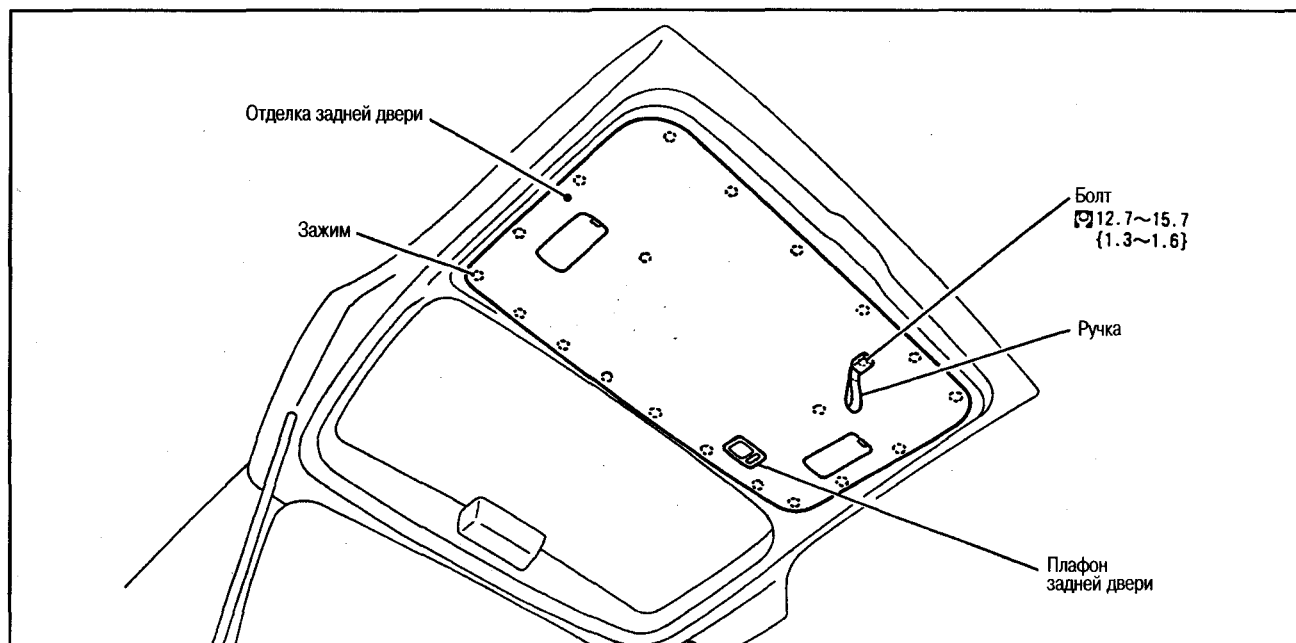 Отделка задней двери
Зажим
Болт
12.7～15.7
{1.3～1.6}
Ручка
Плафон
задней двери